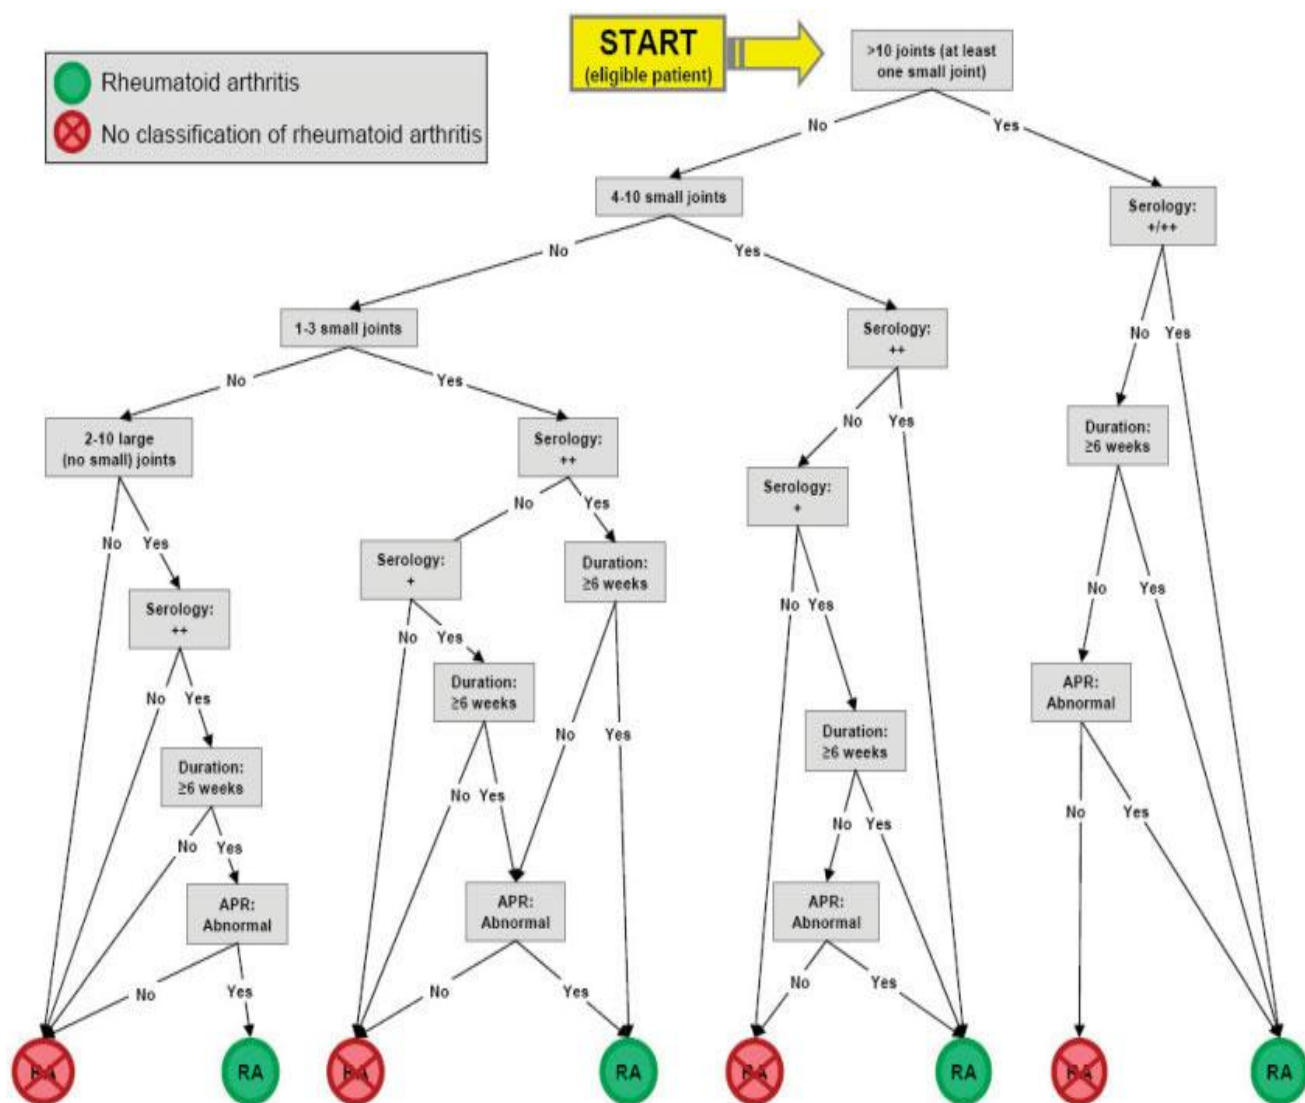 START
(eligible patient)
>10 joints (at least
one small joint)
Rheumatoid arthritis
No classification of rheumatoid arthritis
No
Yes
4-10 small joints
Serology:
+/++
No
Yes
1-3 small joints
Serology:
++
No
Yes
No
Yes
No
Yes
2-10 large
(no small) joints
Serology:
++
Duration:
≥6 weeks
Serology:
+
No
Yes
No
Yes
Serology:
+
Duration:
≥6 weeks
Serology:
++
No
Yes
No
Yes
No
Yes
Duration:
≥6 weeks
APR:
Abnormal
No
Yes
Duration:
≥6 weeks
No
Yes
Duration:
≥6 weeks
No
Yes
No
Yes
No
Yes
No
Yes
APR:
Abnormal
APR:
Abnormal
APR:
Abnormal
No
Yes
No
Yes
No
Yes
RA
RA
RA
RA
RA
RA
RA
RA